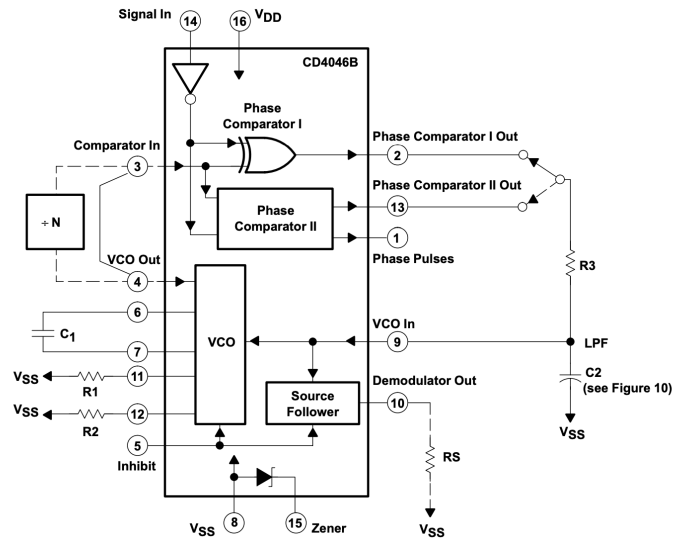 Signal In
14
16
VDD
CD4046B
Phase
Comparator I
Comparator In
3
Phase Comparator I Out
2
÷ N
Phase
Comparator II
Phase Comparator II Out
13
1
Phase Pulses
VCO Out
4
R3
6
C1
VCO
VCO In
9
LPF
7
C2
(see Figure 10)
VSS
11
R1
Source
Follower
Demodulator Out
10
VSS
VSS
12
R2
5
Inhibit
RS
VSS
8
15
Zener
VSS